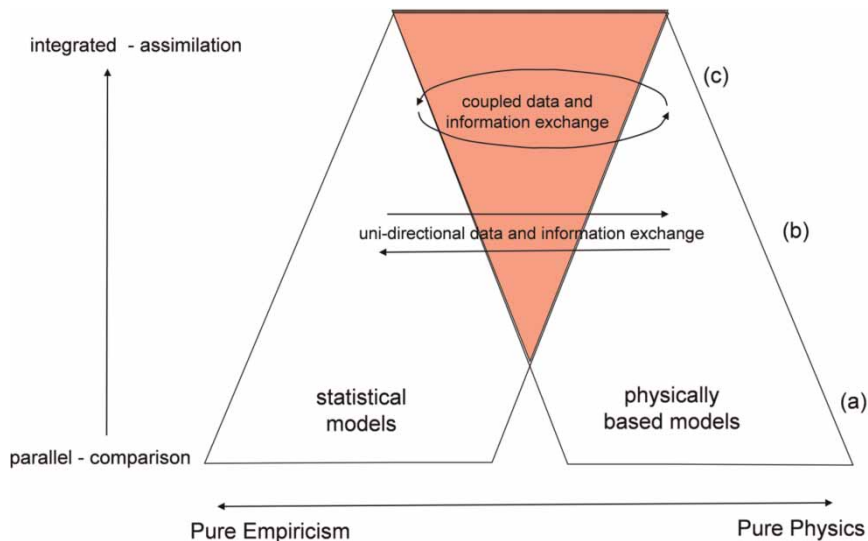 integrated - assimilation
(c)
coupled data and
information exchange
uni-directional data and information exchange
(b)
statistical
models
physically
based models
(a)
parallel - comparison
Pure Empiricism
Pure Physics